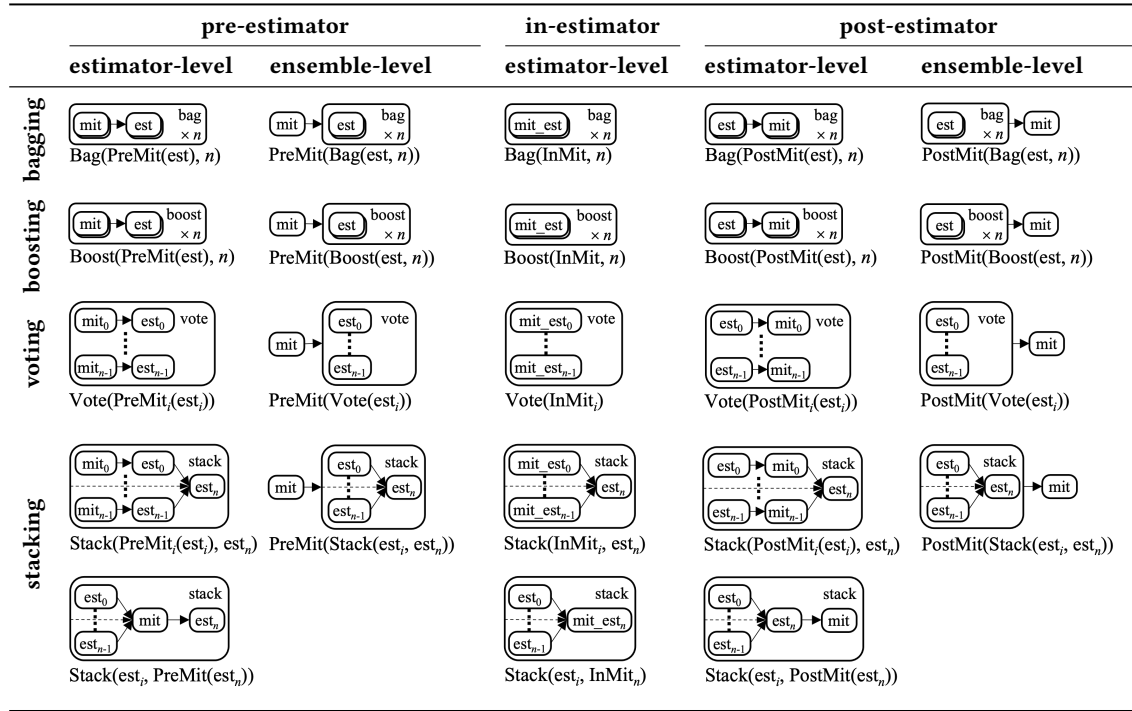 pre-estimator in-estimator post-estimator
estimator-level ensemble-level estimator-level estimator-level ensemble-level
bagging
mit est bag × n
mit est bag × n
mit_est bag × n
est mit bag × n
est bag × n mit
Bag(PreMit(est), n) PreMit(Bag(est, n)) Bag(InMit, n) Bag(PostMit(est), n) PostMit(Bag(est, n))
boosting
mit est boost × n
mit est boost × n
mit_est boost × n
est mit boost × n
est boost × n mit
Boost(PreMit(est), n) PreMit(Boost(est, n)) Boost(InMit, n) Boost(PostMit(est), n) PostMit(Boost(est, n))
voting
mit0 est0 vote
mitn-1 estn-1
mit est0 vote
estn-1
mit_est0 vote
mit_estn-1
est0 mit0 vote
estn-1 mitn-1
est0 vote
estn-1 mit
Vote(PreMiti(esti)) PreMit(Vote(esti)) Vote(InMiti) Vote(PostMiti(esti)) PostMit(Vote(esti))
stacking
mit0 est0 stack
estn
mitn-1 estn-1
est0 stack
mit estn
estn-1
mit_est0 stack
estn
mit_estn-1
est0 mit0 stack
estn
estn-1 mitn-1
est0 stack
estn mit
estn-1
Stack(PreMiti(esti), estn) PreMit(Stack(esti, estn)) Stack(InMiti, estn) Stack(PostMiti(esti), estn) PostMit(Stack(esti, estn))
est0 stack
mit estn
estn-1
est0 stack
mit_estn
estn-1
est0 stack
estn mit
estn-1
Stack(esti, PreMit(estn)) Stack(esti, InMitn) Stack(esti, PostMit(estn))